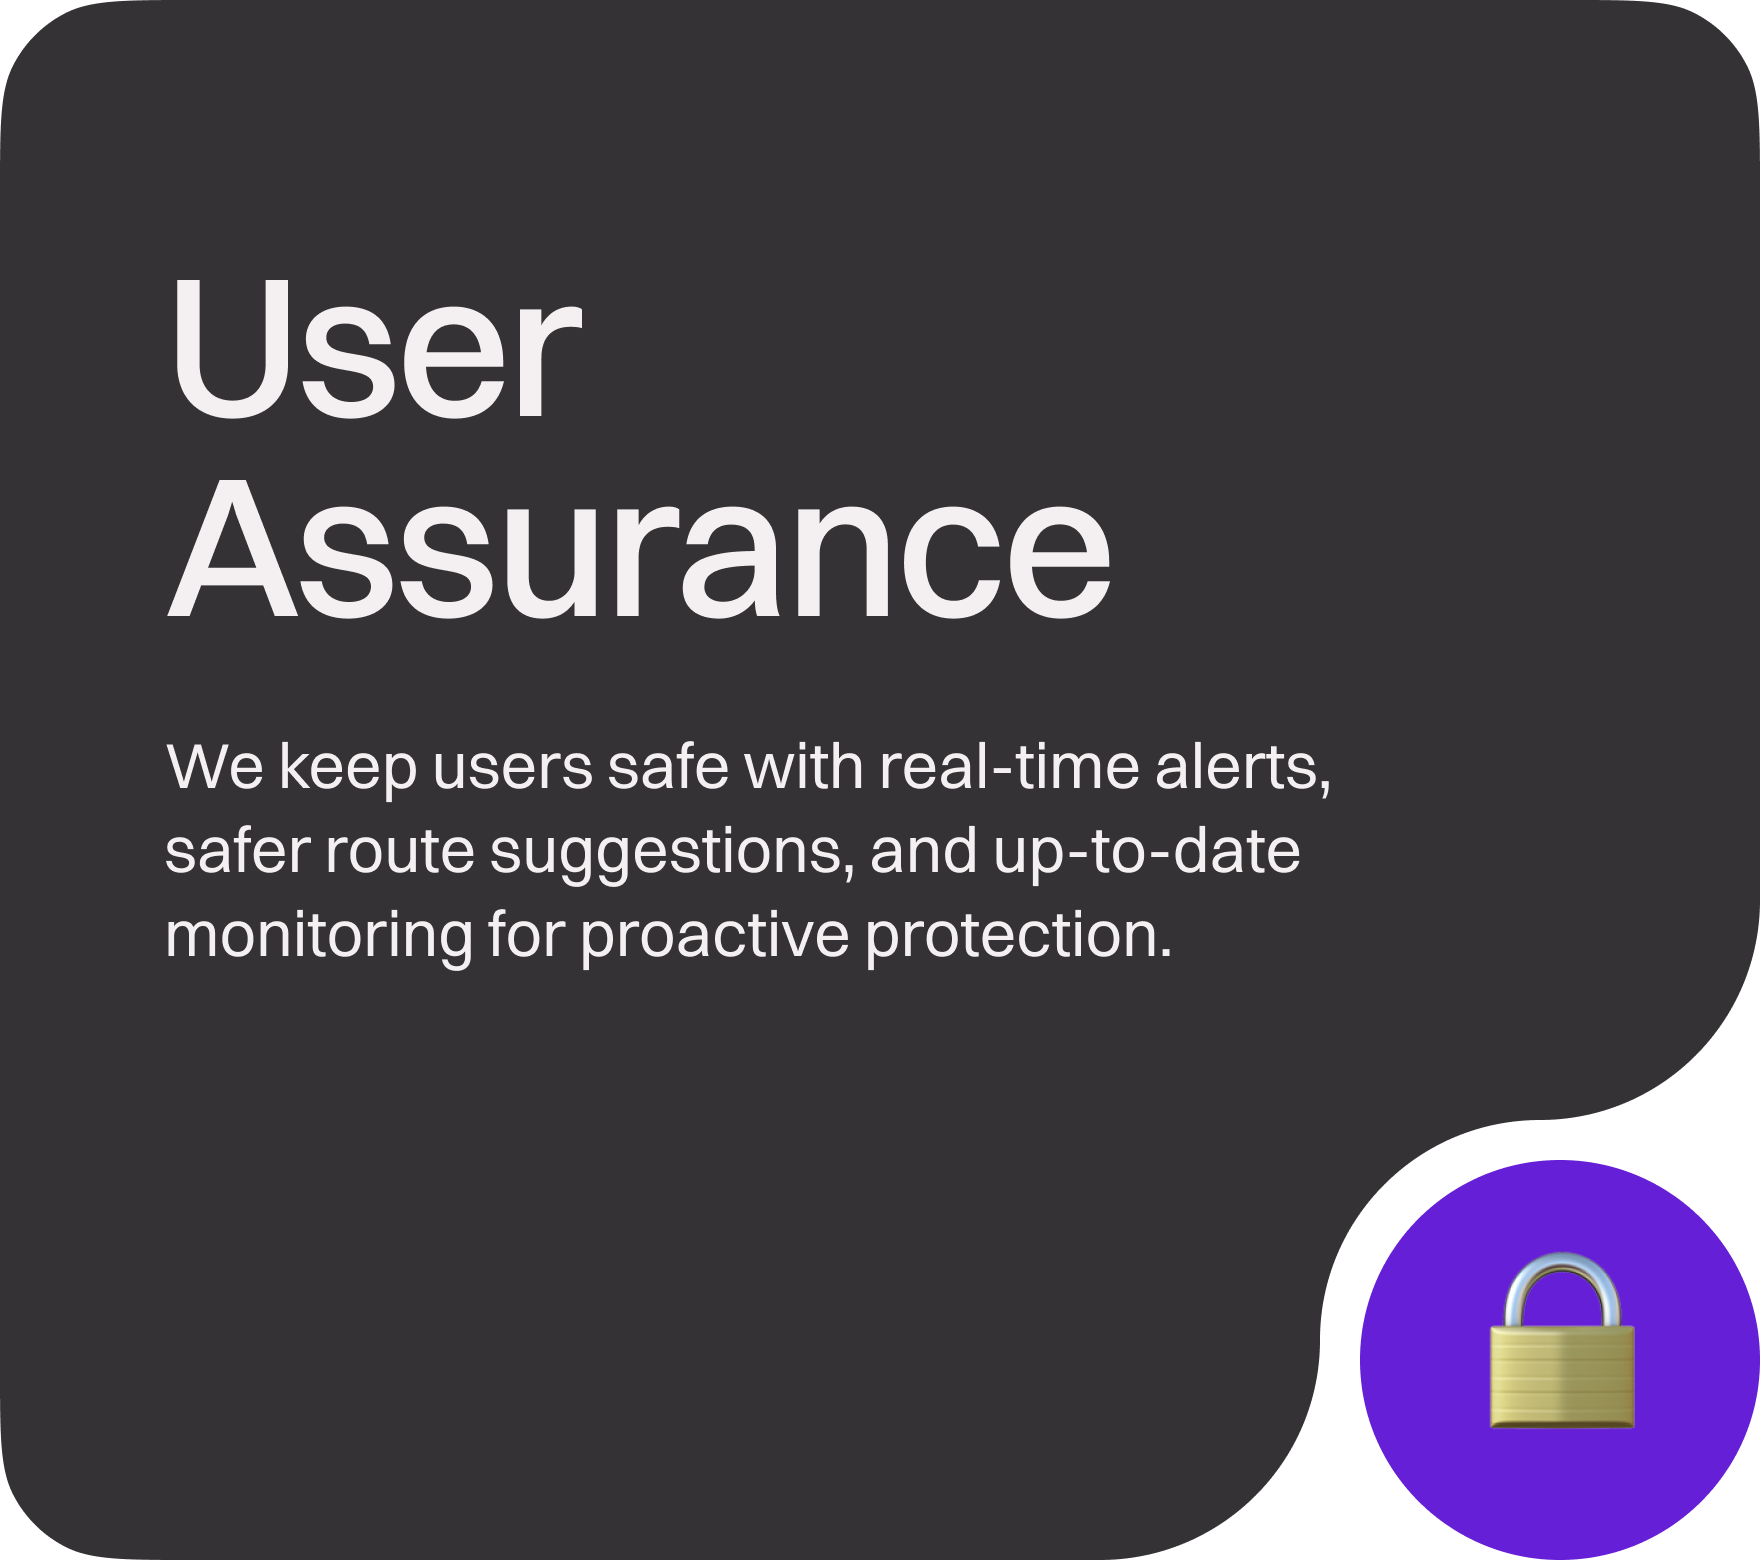 User
Assurance
We keep users safe with real-time alerts,
safer route suggestions, and up-to-date
monitoring for proactive protection.